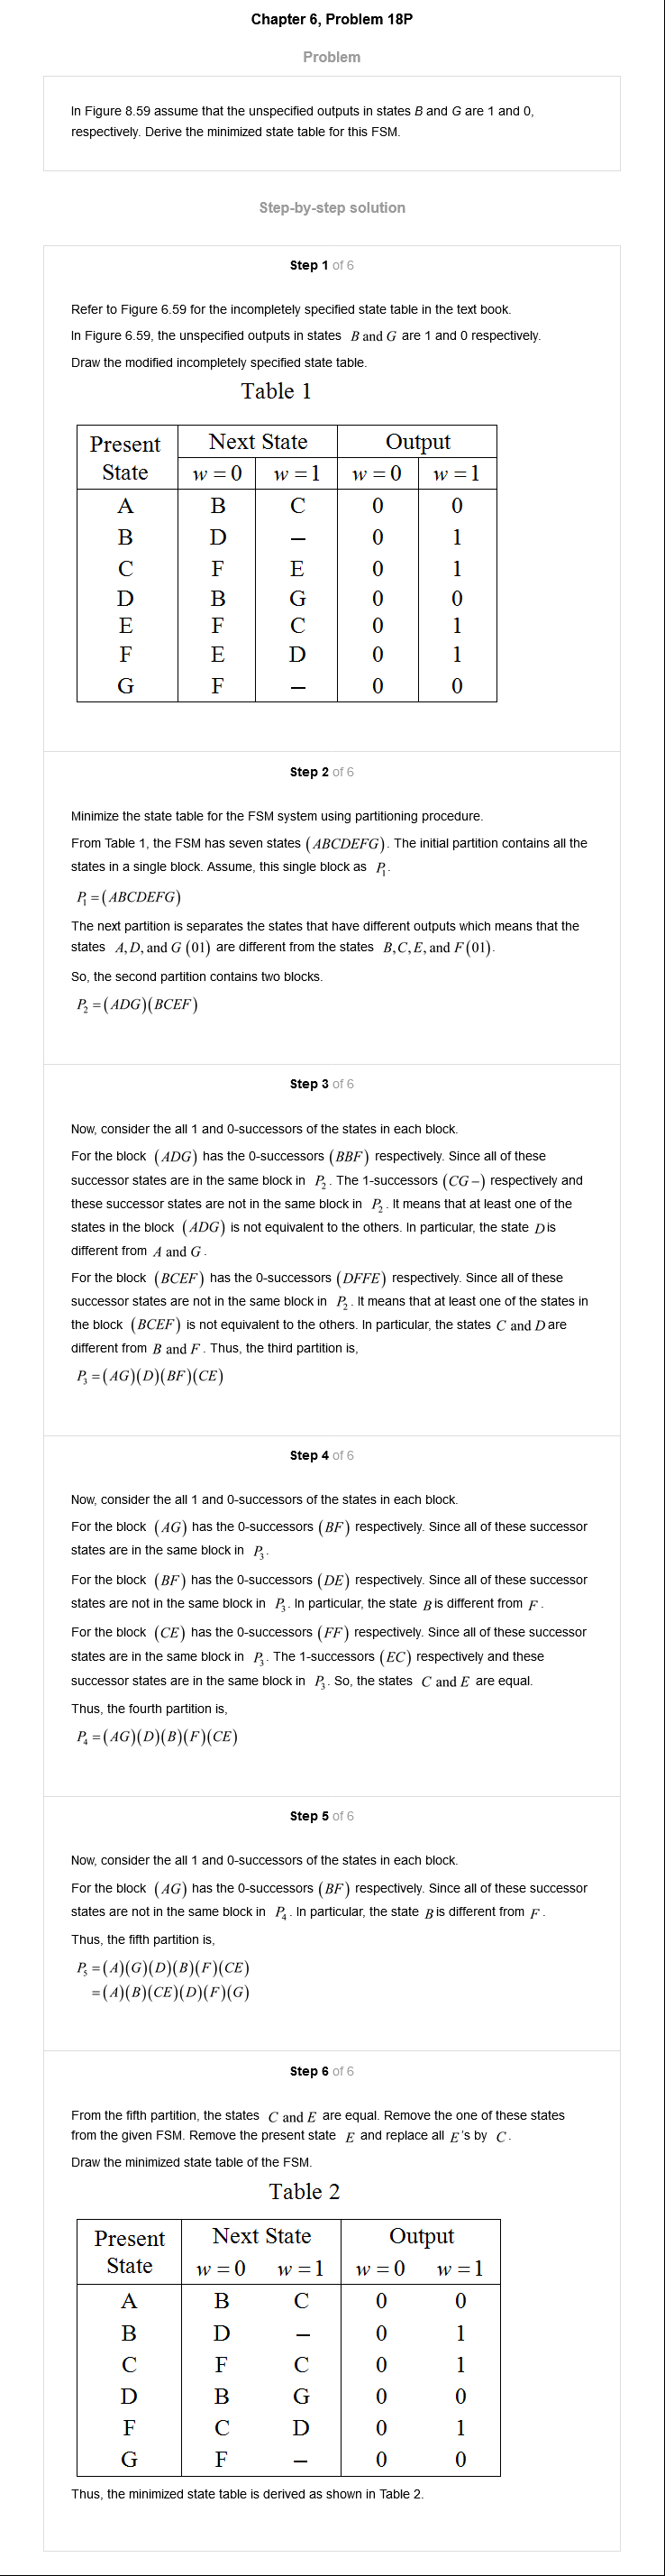 Chapter 6, Problem 18P
Problem
In Figure 8.59 assume that the unspecified outputs in states B and G are 1 and 0,
respectively. Derive the minimized state table for this FSM.
Step-by-step solution
Step 1 of 6
Refer to Figure 6.59 for the incompletely specified state table in the text book.
In Figure 6.59, the unspecified outputs in states B and G are 1 and 0 respectively.
Draw the modified incompletely specified state table.
Table 1
Present State Next State Output
w = 0 w = 1 w = 0 w = 1
A B C 0 0
B D – 0 1
C F E 0 1
D B G 0 0
E F C 0 1
F E D 0 1
G F – 0 0
Step 2 of 6
Minimize the state table for the FSM system using partitioning procedure.
From Table 1, the FSM has seven states (ABCDEFG). The initial partition contains all the
states in a single block. Assume, this single block as P₁.
P₁ = (ABCDEFG)
The next partition is separates the states that have different outputs which means that the
states A, D, and G (01) are different from the states B, C, E, and F (01).
So, the second partition contains two blocks.
P₂ = (ADG)(BCEF)
Step 3 of 6
Now, consider the all 1 and 0-successors of the states in each block.
For the block (ADG) has the 0-successors (BBF) respectively. Since all of these
successor states are in the same block in P₂. The 1-successors (CG–) respectively and
these successor states are not in the same block in P₂. It means that at least one of the
states in the block (ADG) is not equivalent to the others. In particular, the state D is
different from A and G.
For the block (BCEF) has the 0-successors (DFFE) respectively. Since all of these
successor states are not in the same block in P₂. It means that at least one of the states in
the block (BCEF) is not equivalent to the others. In particular, the states C and D are
different from B and F. Thus, the third partition is,
P₃ = (AG)(D)(BF)(CE)
Step 4 of 6
Now, consider the all 1 and 0-successors of the states in each block.
For the block (AG) has the 0-successors (BF) respectively. Since all of these successor
states are in the same block in P₃.
For the block (BF) has the 0-successors (DE) respectively. Since all of these successor
states are not in the same block in P₃. In particular, the state B is different from F.
For the block (CE) has the 0-successors (FF) respectively. Since all of these successor
states are in the same block in P₃. The 1-successors (EC) respectively and these
successor states are in the same block in P₃. So, the states C and E are equal.
Thus, the fourth partition is,
P₄ = (AG)(D)(B)(F)(CE)
Step 5 of 6
Now, consider the all 1 and 0-successors of the states in each block.
For the block (AG) has the 0-successors (BF) respectively. Since all of these successor
states are not in the same block in P₄. In particular, the state B is different from F.
Thus, the fifth partition is,
P₅ = (A)(G)(D)(B)(F)(CE)
= (A)(B)(CE)(D)(F)(G)
Step 6 of 6
From the fifth partition, the states C and E are equal. Remove the one of these states
from the given FSM. Remove the present state E and replace all E's by C.
Draw the minimized state table of the FSM.
Table 2
Present State Next State Output
w = 0 w = 1 w = 0 w = 1
A B C 0 0
B D – 0 1
C F C 0 1
D B G 0 0
F C D 0 1
G F – 0 0
Thus, the minimized state table is derived as shown in Table 2.